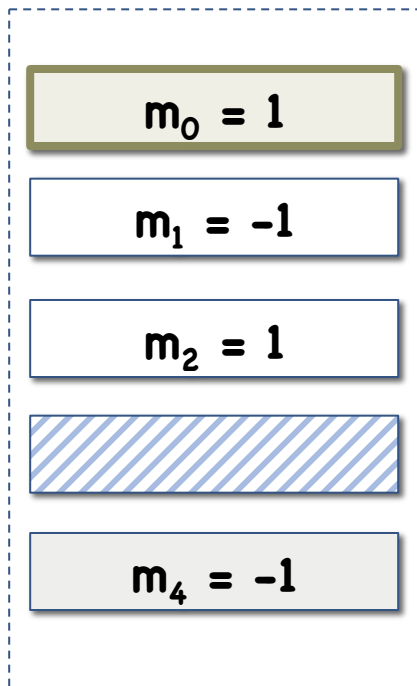 m₀ = 1
m₁ = -1
m₂ = 1
m₄ = -1